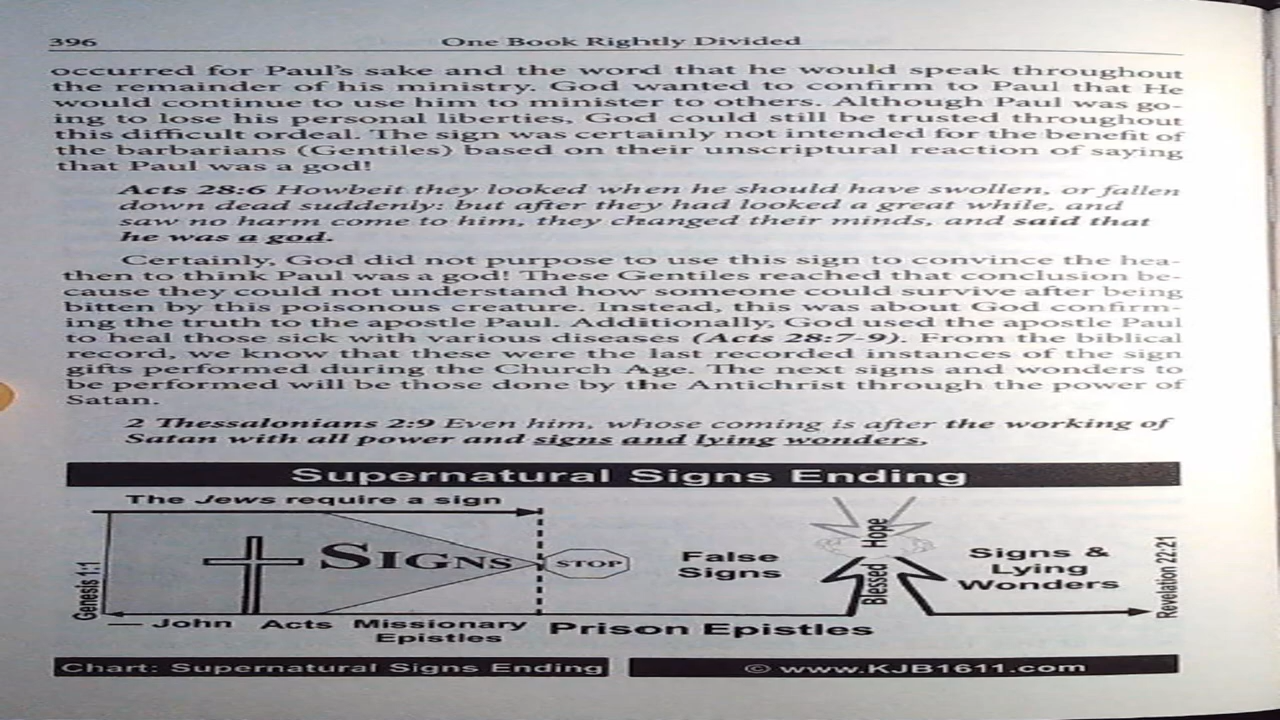 396
One Book Rightly Divided
occurred for Paul's sake and the word that he would speak throughout
the remainder of his ministry. God wanted to confirm to Paul that He
would continue to use him to minister to others. Although Paul was go-
ing to lose his personal liberties, God could still be trusted throughout
this difficult ordeal. The sign was certainly not intended for the benefit of
the barbarians (Gentiles) based on their unscriptural reaction of saying
that Paul was a god!
Acts 28:6 Howbeit they looked when he should have swollen, or fallen
down dead suddenly: but after they had looked a great while, and
saw no harm come to him, they changed their minds, and said that
he was a god.
Certainly, God did not purpose to use this sign to convince the hea-
then to think Paul was a god! These Gentiles reached that conclusion be-
cause they could not understand how someone could survive after being
bitten by this poisonous creature. Instead, this was about God confirm-
ing the truth to the apostle Paul. Additionally, God used the apostle Paul
to heal those sick with various diseases (Acts 28:7-9). From the biblical
record, we know that these were the last recorded instances of the sign
gifts performed during the Church Age. The next signs and wonders to
be performed will be those done by the Antichrist through the power of
Satan.
2 Thessalonians 2:9 Even him, whose coming is after the working of
Satan with all power and signs and lying wonders,
Supernatural Signs Ending
The Jews require a sign
Genesis 1:1
SIGNS
STOP
False
Signs
Blessed Hope
Signs &
Lying
Wonders
Revelation 22:21
— John Acts Missionary
Epistles
Prison Epistles
Chart: Supernatural Signs Ending
© www.KJB1611.com